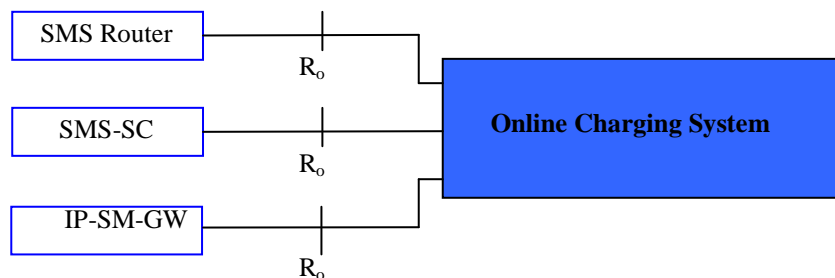 SMS Router
Rₒ
SMS-SC
Online Charging System
Rₒ
IP-SM-GW
Rₒ